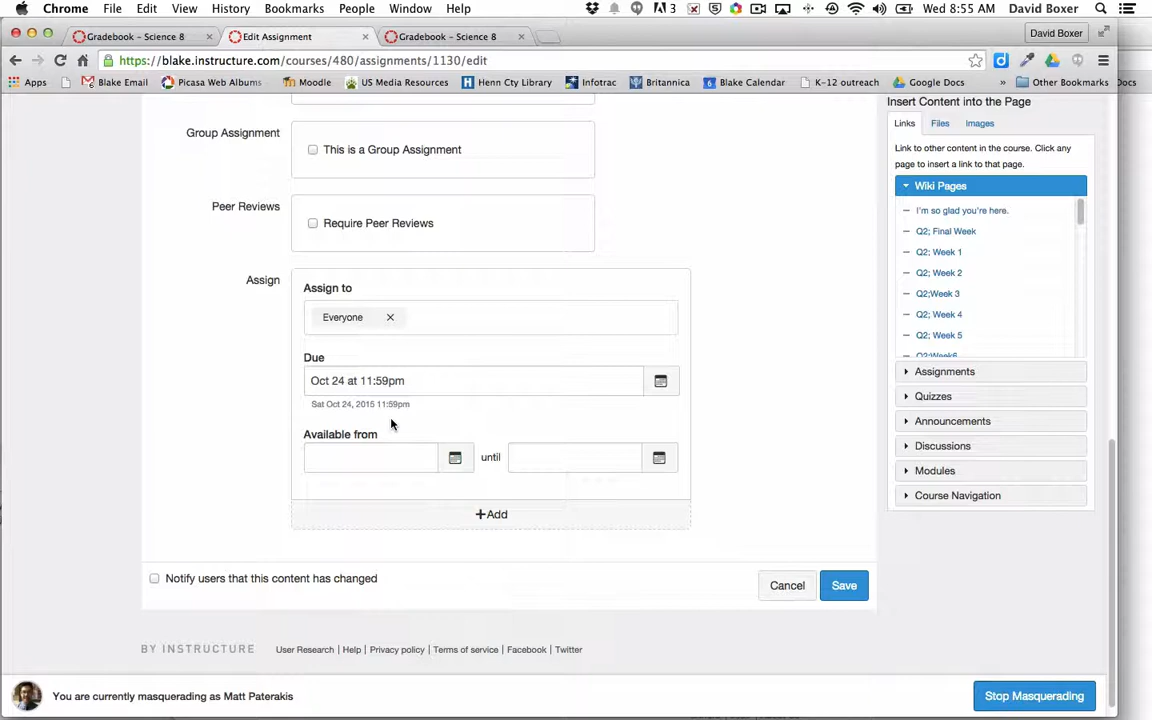 Chrome File Edit View History Bookmarks People Window Help 3 5 Wed 8:55 AM David Boxer
Gradebook – Science 8 × Edit Assignment × Gradebook – Science 8 × David Boxer
https://blake.instructure.com/courses/480/assignments/1130/edit
Apps Blake Email Picasa Web Albums Moodle US Media Resources Henn Cty Library Infotrac Britannica Blake Calendar K-12 outreach Google Docs » Other Bookmarks
Insert Content into the Page
Links Files Images
Link to other content in the course. Click any
page to insert a link to that page.
Wiki Pages
I'm so glad you're here.
Q2; Final Week
Q2; Week 1
Q2; Week 2
Q2;Week 3
Q2; Week 4
Q2; Week 5
Q2;Week6
Assignments
Quizzes
Announcements
Discussions
Modules
Course Navigation
Group Assignment
This is a Group Assignment
Peer Reviews
Require Peer Reviews
Assign
Assign to
Everyone ×
Due
Oct 24 at 11:59pm
Sat Oct 24, 2015 11:59pm
Available from
until
+Add
Notify users that this content has changed
Cancel Save
BY INSTRUCTURE User Research Help Privacy policy Terms of service Facebook Twitter
You are currently masquerading as Matt Paterakis Stop Masquerading